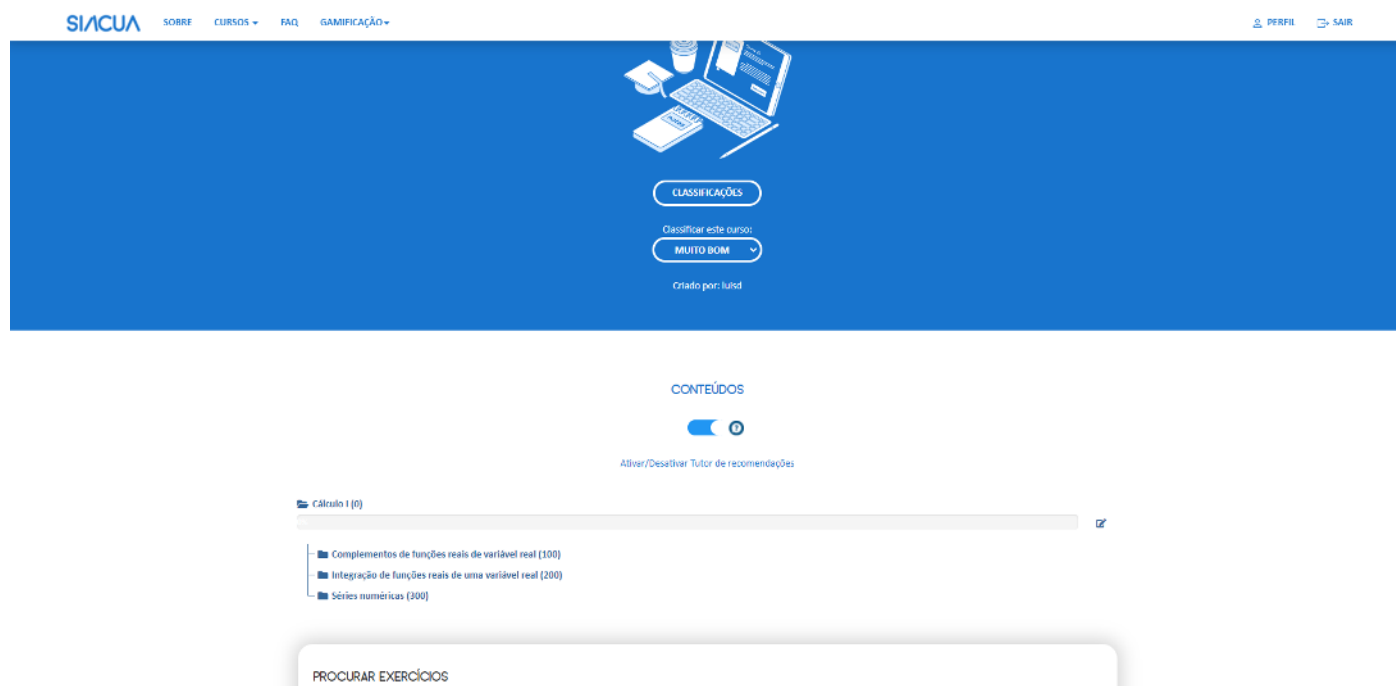 SIACUA SOBRE CURSOS FAQ GAMIFICAÇÃO PERFIL SAIR
CLASSIFICAÇÕES
Classificar este curso:
MUITO BOM
Criado por: luisd
CONTEÚDOS
Ativar/Desativar Tutor de recomendações
Cálculo I (0)
Complementos de funções reais de variável real (100)
Integração de funções reais de uma variável real (200)
Séries numéricas (300)
PROCURAR EXERCÍCIOS